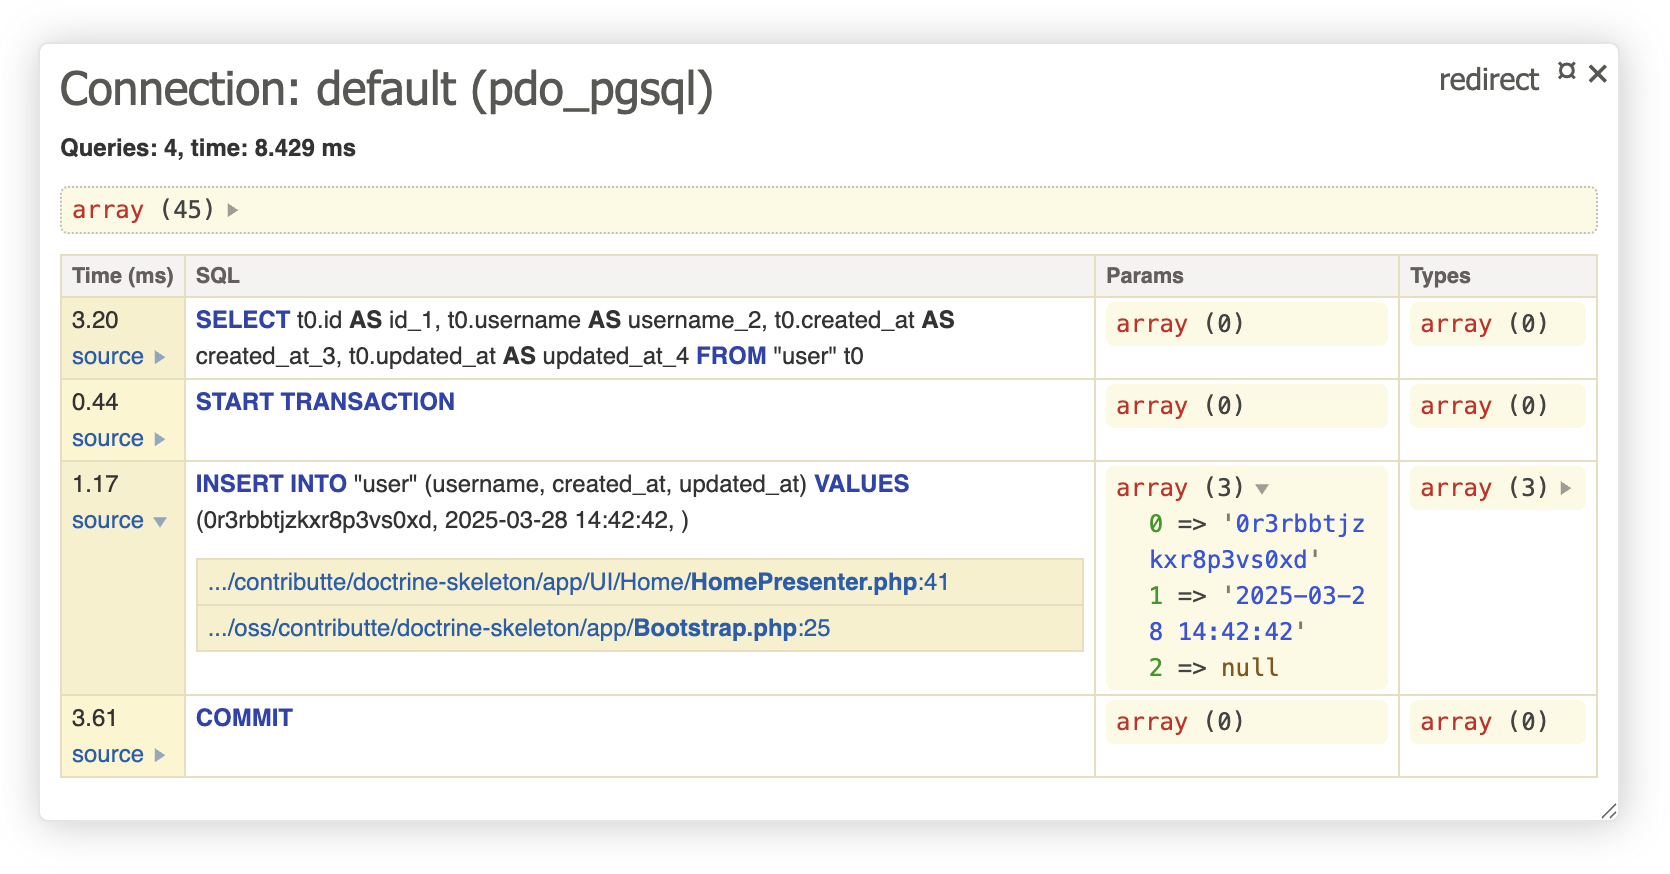 Connection: default (pdo_pgsql)
redirect ¤ ×
Queries: 4, time: 8.429 ms
array (45) ▶
Time (ms) SQL Params Types
3.20 SELECT t0.id AS id_1, t0.username AS username_2, t0.created_at AS array (0) array (0)
source ▶ created_at_3, t0.updated_at AS updated_at_4 FROM "user" t0
0.44 START TRANSACTION array (0) array (0)
source ▶
1.17 INSERT INTO "user" (username, created_at, updated_at) VALUES array (3) ▼ array (3) ▶
source ▼ (0r3rbbtjzkxr8p3vs0xd, 2025-03-28 14:42:42, ) 0 => '0r3rbbtjz
kxr8p3vs0xd'
.../contributte/doctrine-skeleton/app/UI/Home/HomePresenter.php:41 1 => '2025-03-2
.../oss/contributte/doctrine-skeleton/app/Bootstrap.php:25 8 14:42:42'
2 => null
3.61 COMMIT array (0) array (0)
source ▶